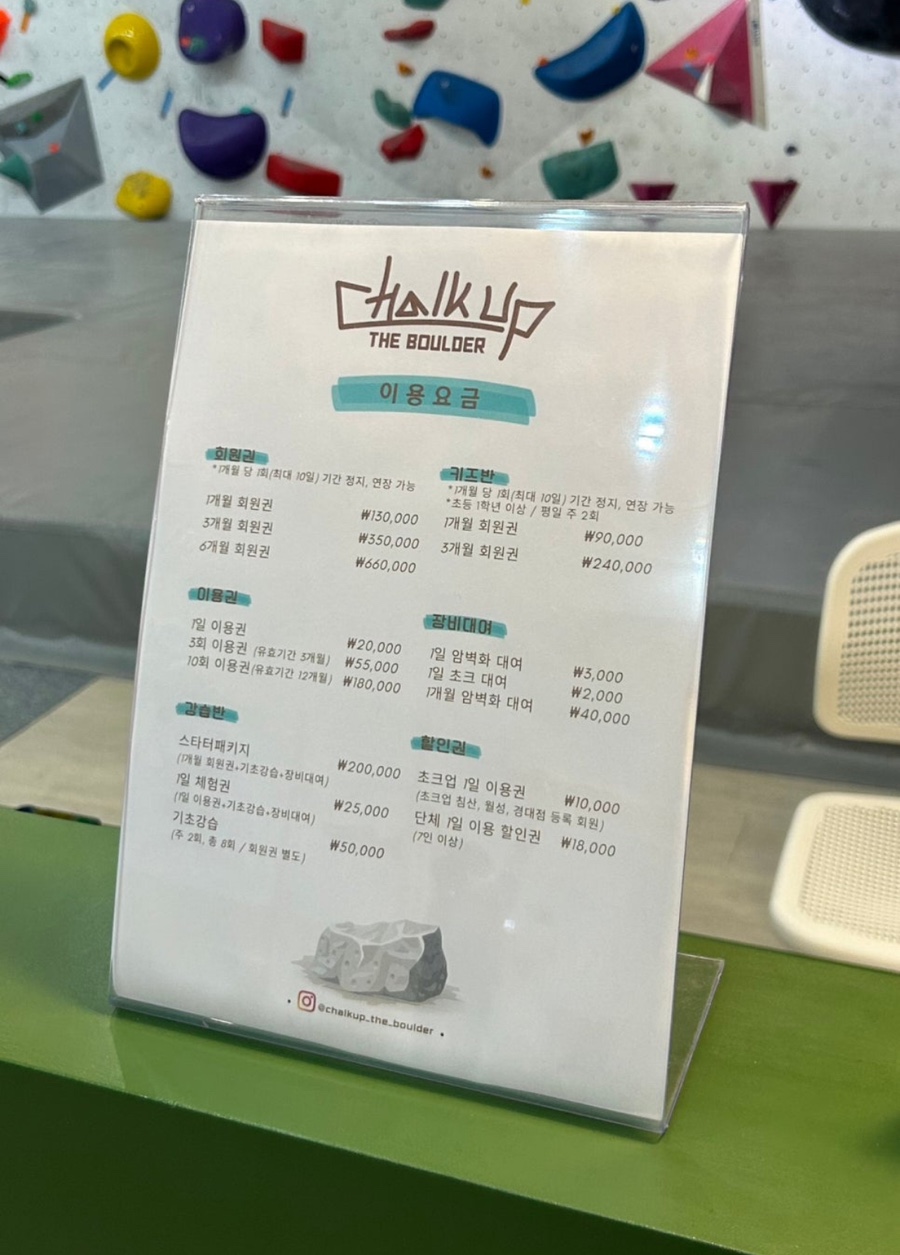 chalk up
THE BOULDER
이용요금
회원권
*1개월 당 1회(최대 10일) 기간 정지, 연장 가능
1개월 회원권 ₩130,000
3개월 회원권 ₩350,000
6개월 회원권 ₩660,000
이용권
1일 이용권 ₩20,000
3회 이용권 (유효기간 3개월) ₩55,000
10회 이용권(유효기간 12개월) ₩180,000
강습반
스타터패키지 ₩200,000
(1개월 회원권+기초강습+장비대여)
1일 체험권 ₩25,000
(1일 이용권+기초강습+장비대여)
기초강습 ₩50,000
(주 2회, 총 8회 / 회원권 별도)
키즈반
*1개월 당 1회(최대 10일) 기간 정지, 연장 가능
*초등 1학년 이상 / 평일 주 2회
1개월 회원권 ₩90,000
3개월 회원권 ₩240,000
장비대여
1일 암벽화 대여 ₩3,000
1일 초크 대여 ₩2,000
1개월 암벽화 대여 ₩40,000
할인권
초크업 1일 이용권 ₩10,000
(초크업 침산, 월성, 경대점 등록 회원)
단체 1일 이용 할인권 ₩18,000
(7인 이상)
@chalkup_the_boulder